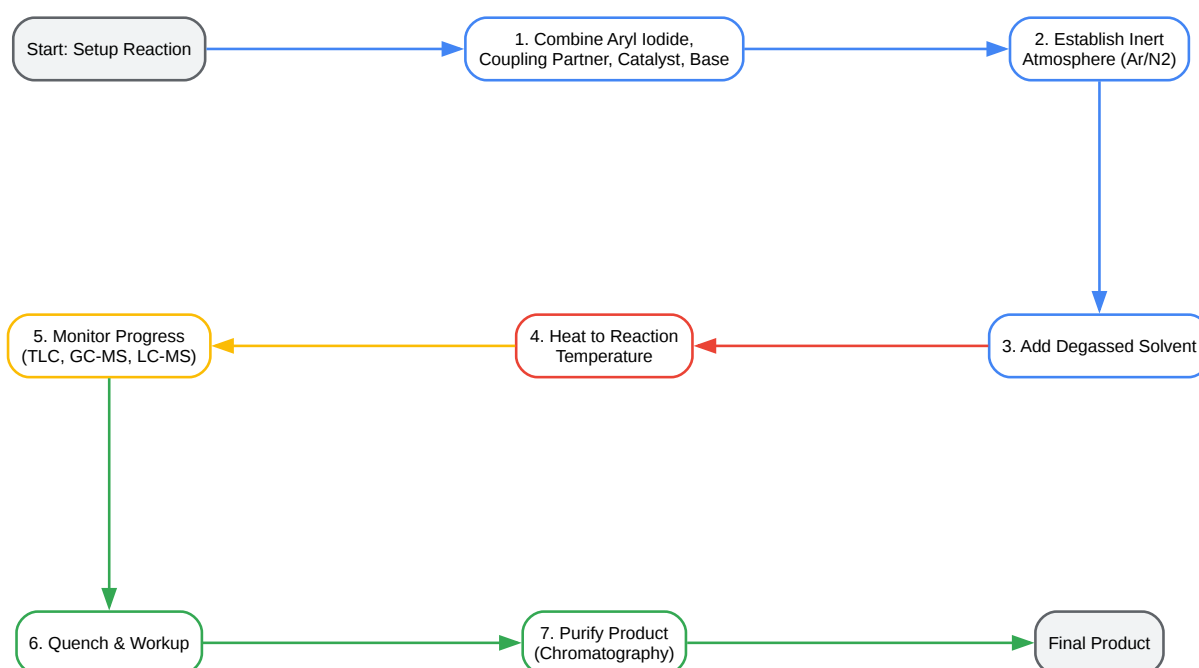 Start: Setup Reaction
1. Combine Aryl Iodide,
Coupling Partner, Catalyst, Base
2. Establish Inert
Atmosphere (Ar/N2)
3. Add Degassed Solvent
4. Heat to Reaction
Temperature
5. Monitor Progress
(TLC, GC-MS, LC-MS)
6. Quench & Workup
7. Purify Product
(Chromatography)
Final Product